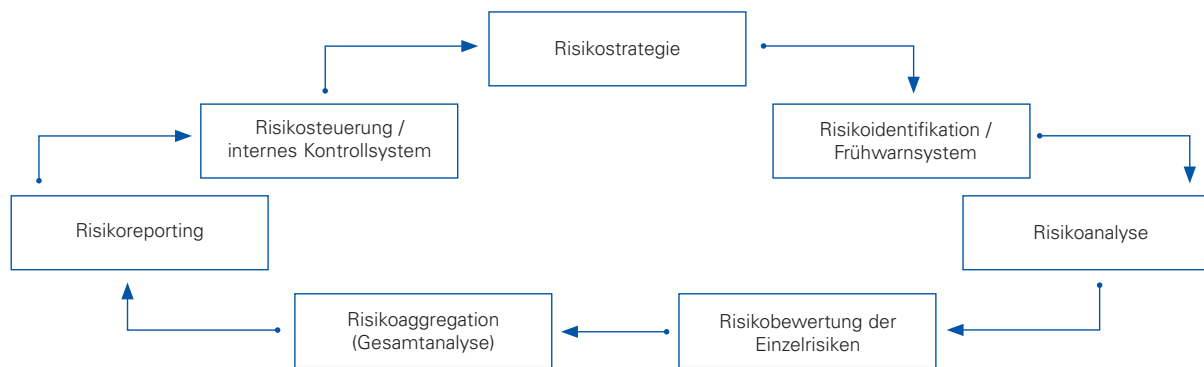 Risikostrategie
Risikosteuerung /
internes Kontrollsystem
Risikoidentifikation /
Frühwarnsystem
Risikoreporting
Risikoanalyse
Risikoaggregation
(Gesamtanalyse)
Risikobewertung der
Einzelrisiken